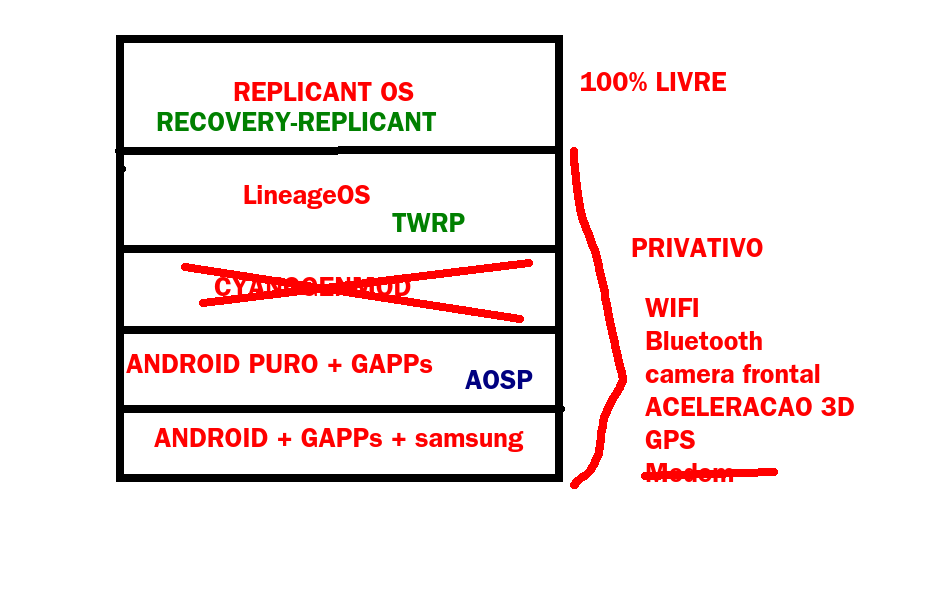 REPLICANT OS
RECOVERY-REPLICANT
100% LIVRE
LineageOS
TWRP
CYANOGENMOD
ANDROID PURO + GAPPs
AOSP
ANDROID + GAPPs + samsung
PRIVATIVO
WIFI
Bluetooth
camera frontal
ACELERACAO 3D
GPS
Modem